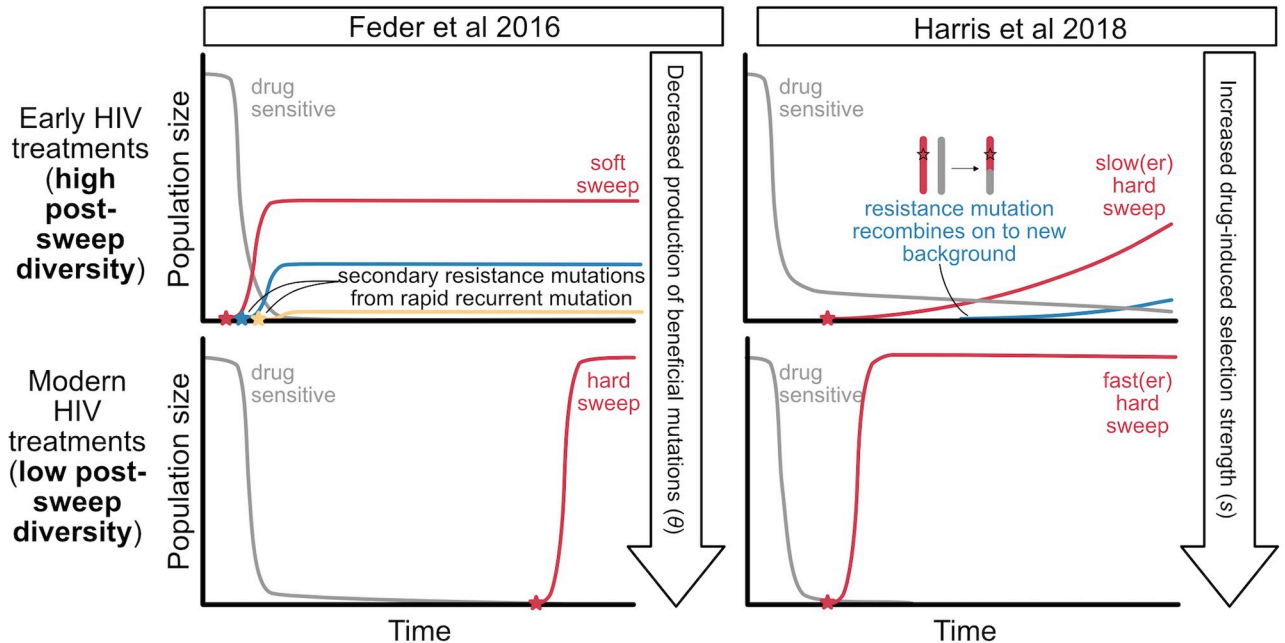 Feder et al 2016
Harris et al 2018
Early HIV
treatments
(high
post-
sweep
diversity)
Population size
drug
sensitive
soft
sweep
secondary resistance mutations
from rapid recurrent mutation
Decreased production of beneficial mutations (θ)
drug
sensitive
resistance mutation
recombines on to new
background
slow(er)
hard
sweep
Increased drug-induced selection strength (s)
Modern
HIV
treatments
(low post-
sweep
diversity)
Population size
drug
sensitive
hard
sweep
drug
sensitive
fast(er)
hard
sweep
Time
Time